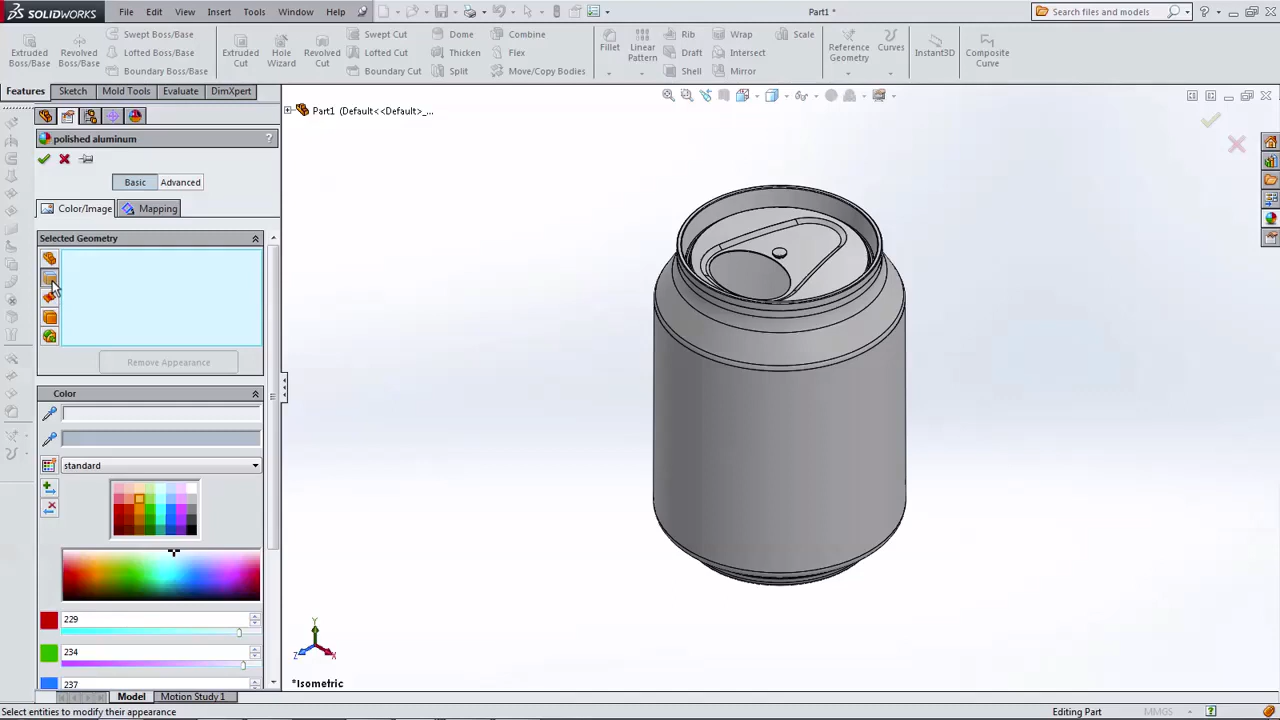 SOLIDWORKS File Edit View Insert Tools Window Help Part1 * Search files and models
Extruded Boss/Base Revolved Boss/Base Swept Boss/Base Lofted Boss/Base Boundary Boss/Base Extruded Cut Hole Wizard Revolved Cut Swept Cut Lofted Cut Boundary Cut Dome Thicken Split Combine Flex Move/Copy Bodies Fillet Linear Pattern Rib Draft Shell Wrap Intersect Mirror Scale Reference Geometry Curves Instant3D Composite Curve
Features Sketch Mold Tools Evaluate DimXpert
Part1 (Default<<Default>_...
polished aluminum ?
Basic Advanced
Color/Image Mapping
Selected Geometry
Remove Appearance
Color
standard
229
234
237
Y
Z X
*Isometric
Model Motion Study 1
Select entities to modify their appearance Editing Part MMGS